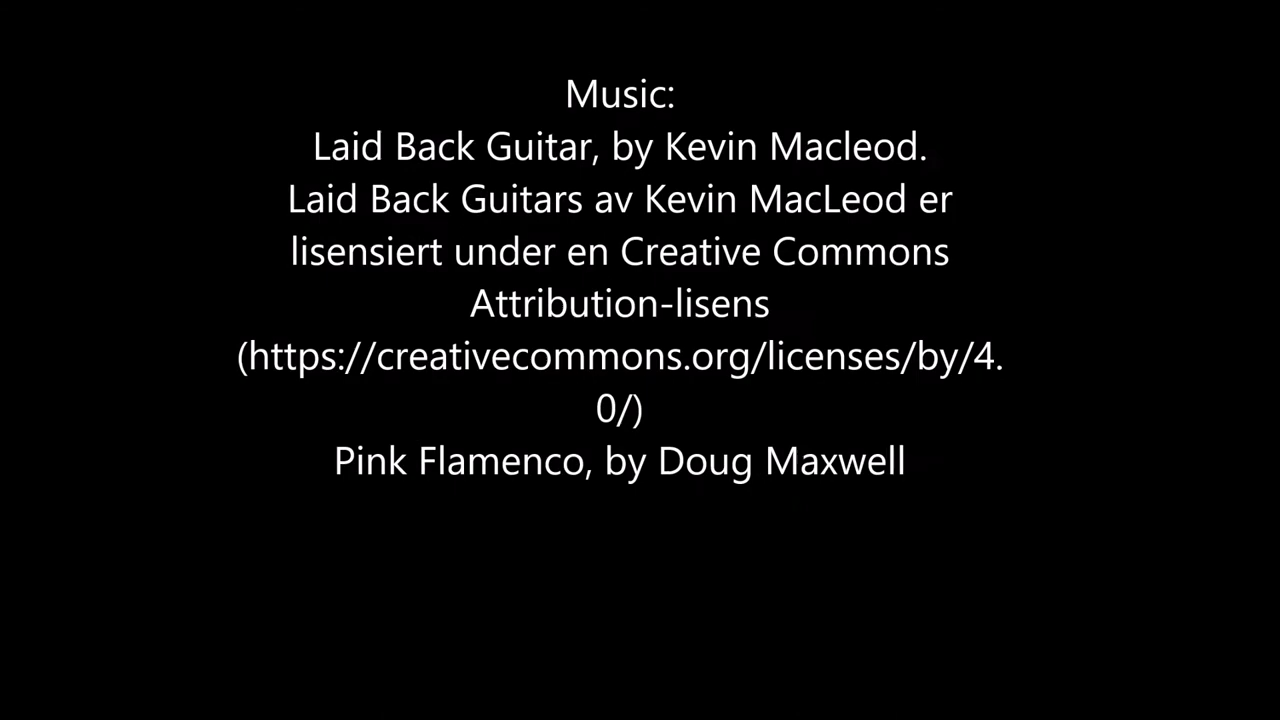 Music:
Laid Back Guitar, by Kevin Macleod.
Laid Back Guitars av Kevin MacLeod er
lisensiert under en Creative Commons
Attribution-lisens
(https://creativecommons.org/licenses/by/4.
0/)
Pink Flamenco, by Doug Maxwell